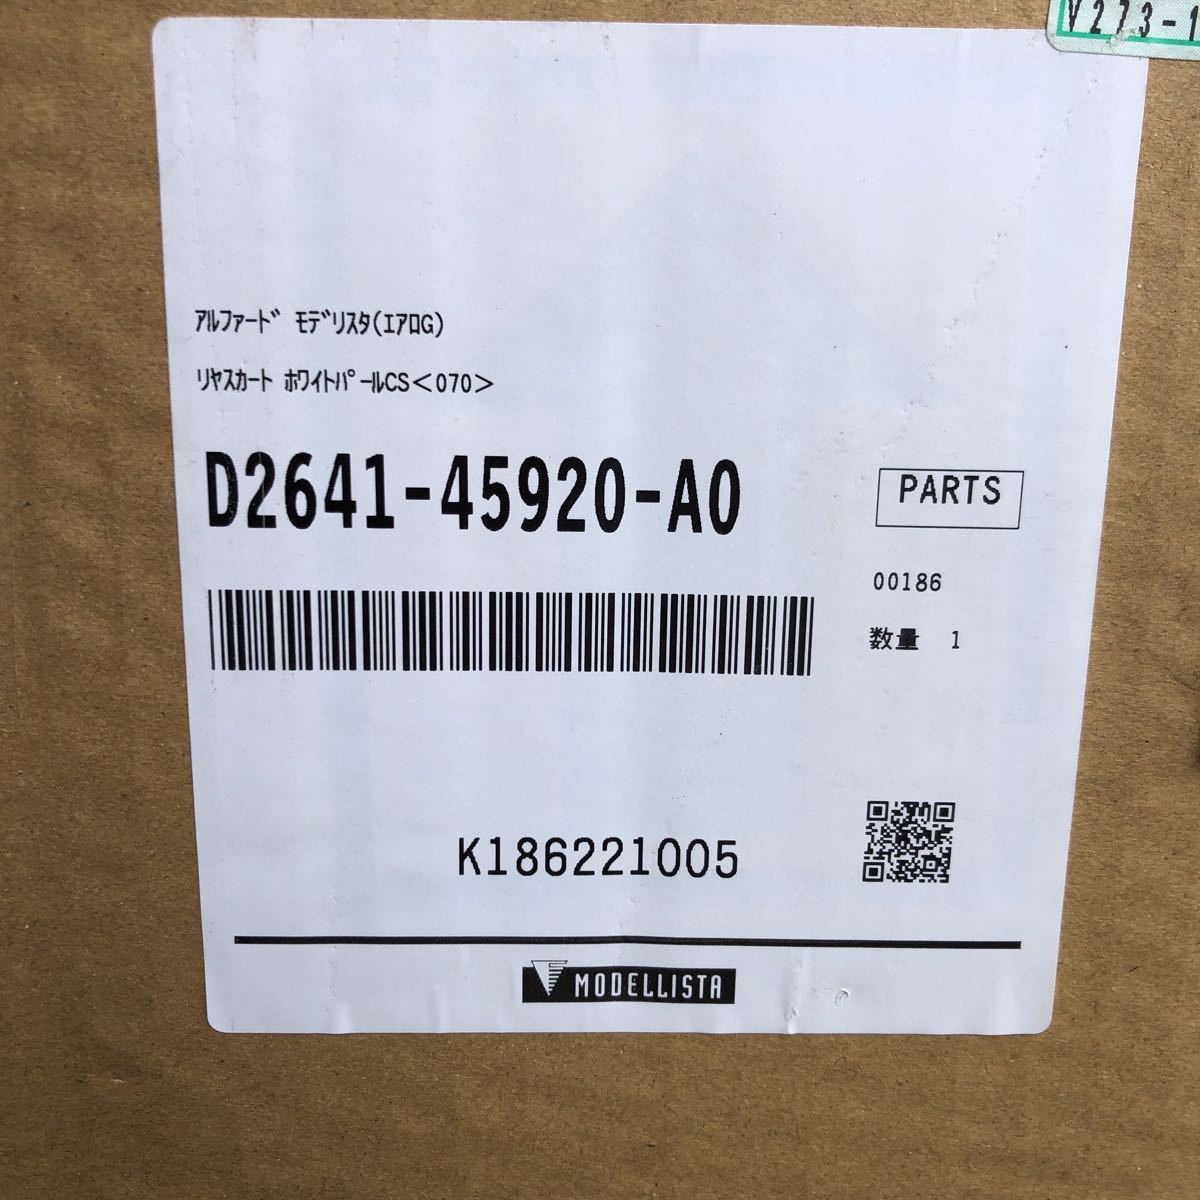 V273-1
ｱﾙﾌｧｰﾄﾞ ﾓﾃﾞﾘｽﾀ(ｴｱﾛG)
ﾘﾔｽｶｰﾄ ﾎﾜｲﾄﾊﾟｰﾙCS<070>
D2641-45920-A0
PARTS
00186
数量 1
K186221005
MODELLISTA